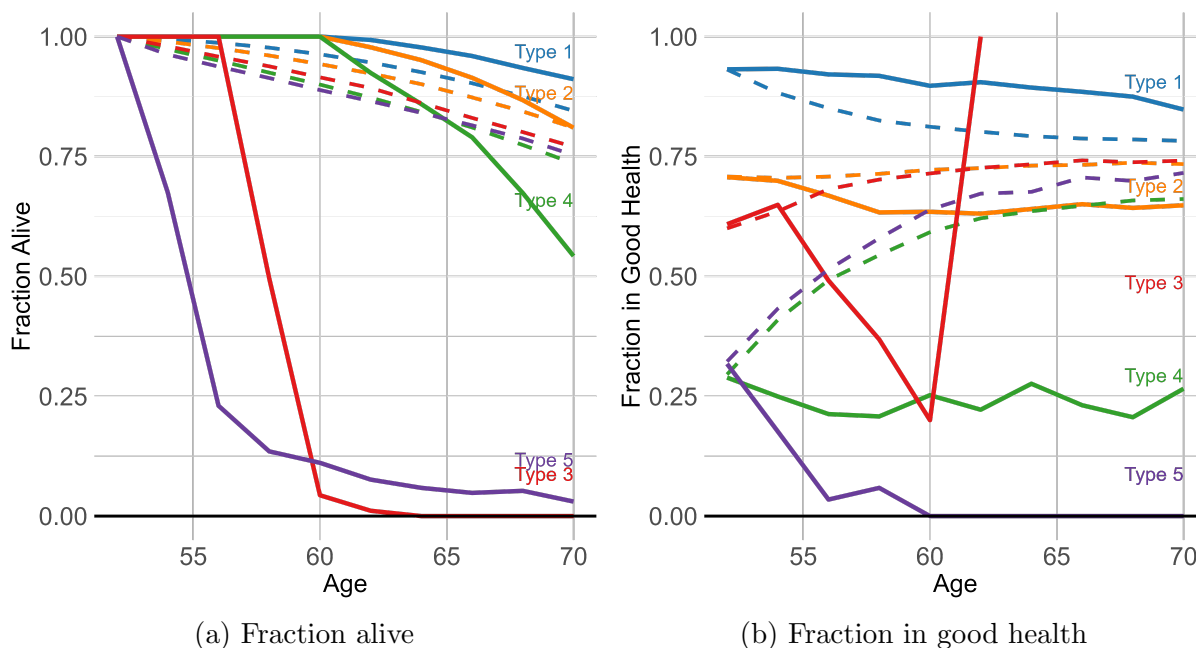 Fraction Alive
1.00
0.75
0.50
0.25
0.00
Type 1
Type 2
Type 4
Type 5
Type 3
55
60
65
70
Age
(a) Fraction alive
Fraction in Good Health
1.00
0.75
0.50
0.25
0.00
Type 1
Type 2
Type 3
Type 4
Type 5
55
60
65
70
Age
(b) Fraction in good health